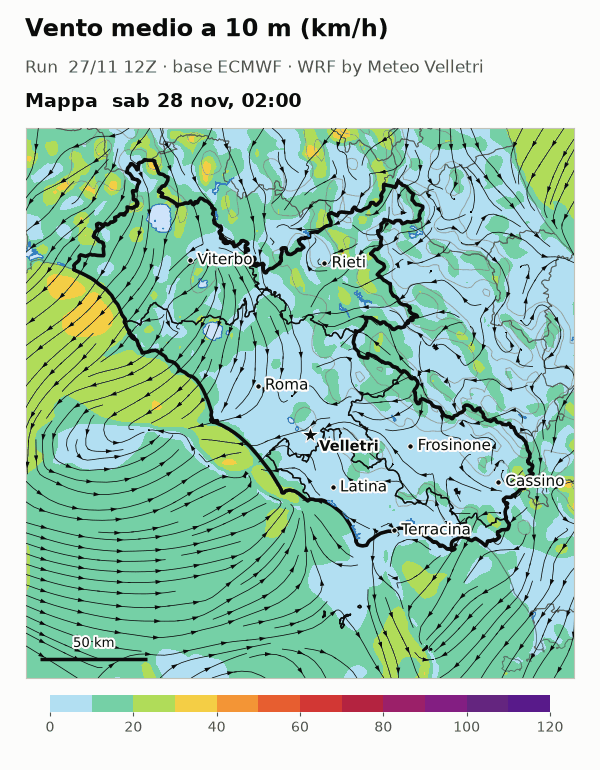 Vento medio a 10 m (km/h)
Run 27/11 12Z · base ECMWF · WRF by Meteo Velletri
Mappa sab 28 nov, 02:00
Viterbo
Rieti
Roma
Velletri
Frosinone
Cassino
Latina
Terracina
50 km
0 20 40 60 80 100 120